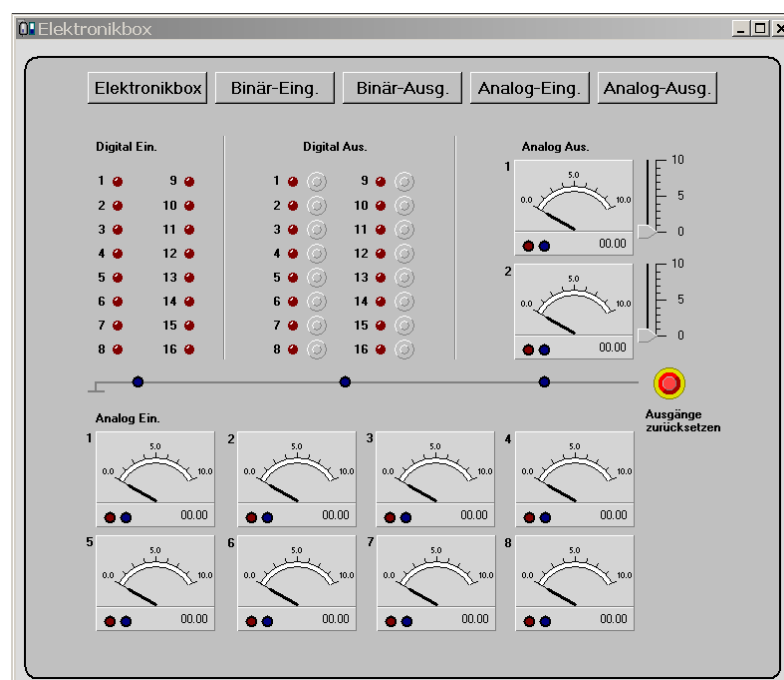 Elektronikbox
Elektronikbox Binär-Eing. Binär-Ausg. Analog-Eing. Analog-Ausg.
Digital Ein. Digital Aus. Analog Aus.
1 9 1 9
2 10 2 10
3 11 3 11
4 12 4 12
5 13 5 13
6 14 6 14
7 15 7 15
8 16 8 16
1
0.0 5.0 10.0
00.00
10
5
0
2
0.0 5.0 10.0
00.00
10
5
0
Ausgänge
zurücksetzen
Analog Ein.
1 2 3 4
0.0 5.0 10.0 0.0 5.0 10.0 0.0 5.0 10.0 0.0 5.0 10.0
00.00 00.00 00.00 00.00
5 6 7 8
0.0 5.0 10.0 0.0 5.0 10.0 0.0 5.0 10.0 0.0 5.0 10.0
00.00 00.00 00.00 00.00